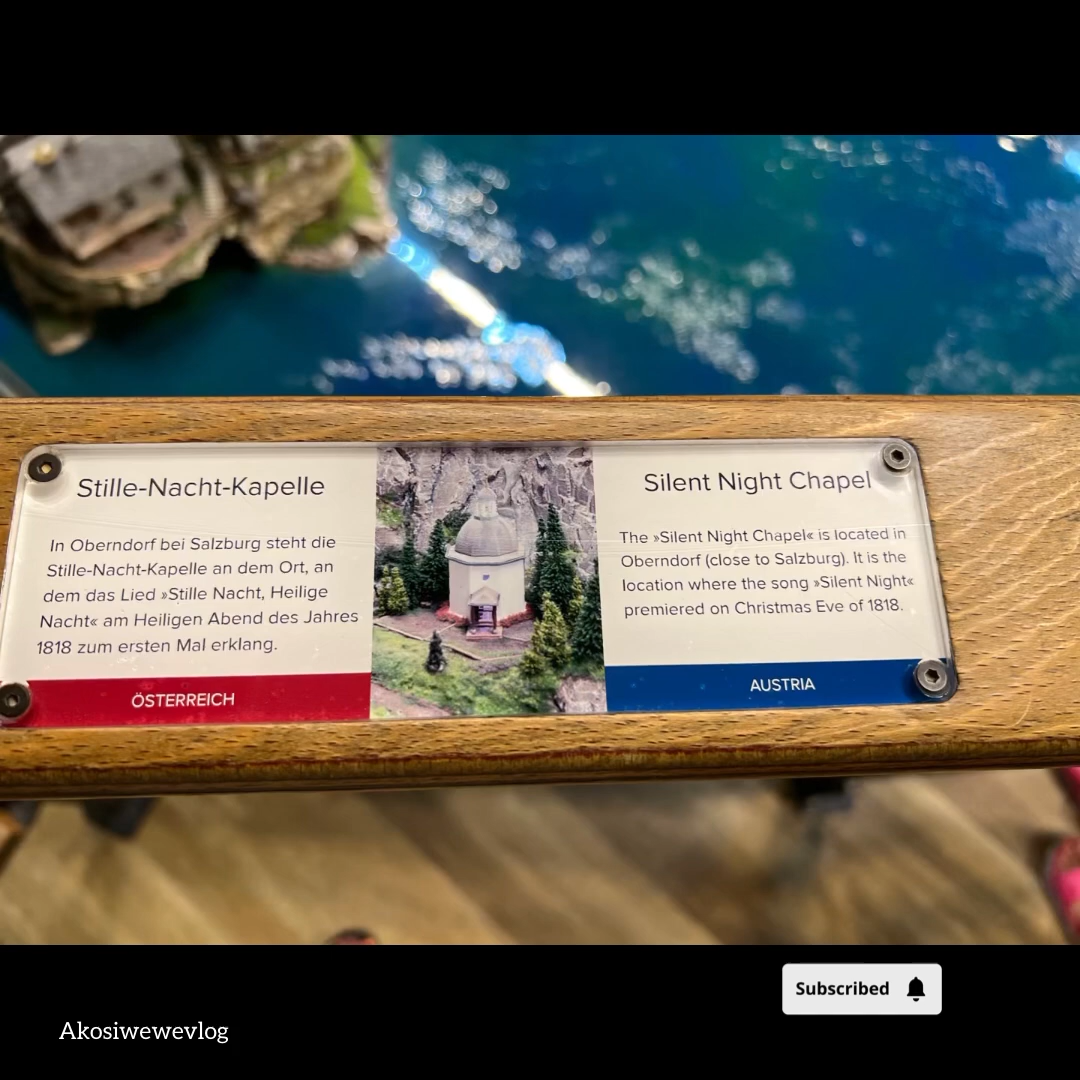 Stille-Nacht-Kapelle
In Oberndorf bei Salzburg steht die
Stille-Nacht-Kapelle an dem Ort, an
dem das Lied »Stille Nacht, Heilige
Nacht« am Heiligen Abend des Jahres
1818 zum ersten Mal erklang.
ÖSTERREICH
Silent Night Chapel
The »Silent Night Chapel« is located in
Oberndorf (close to Salzburg). It is the
location where the song »Silent Night«
premiered on Christmas Eve of 1818.
AUSTRIA
Subscribed
Akosiwewevlog